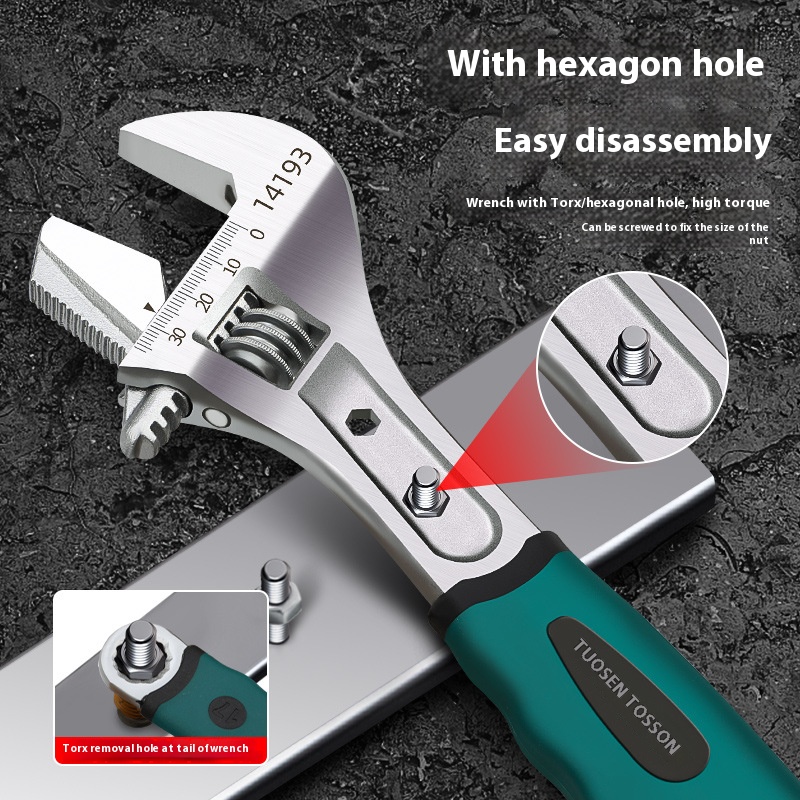 With hexagon hole
Easy disassembly
Wrench with Torx/hexagonal hole, high torque
Can be screwed to fix the size of the
nut
14193
0
10
20
30
TUOSEN TOSSON
Torx removal hole at tail of wrench